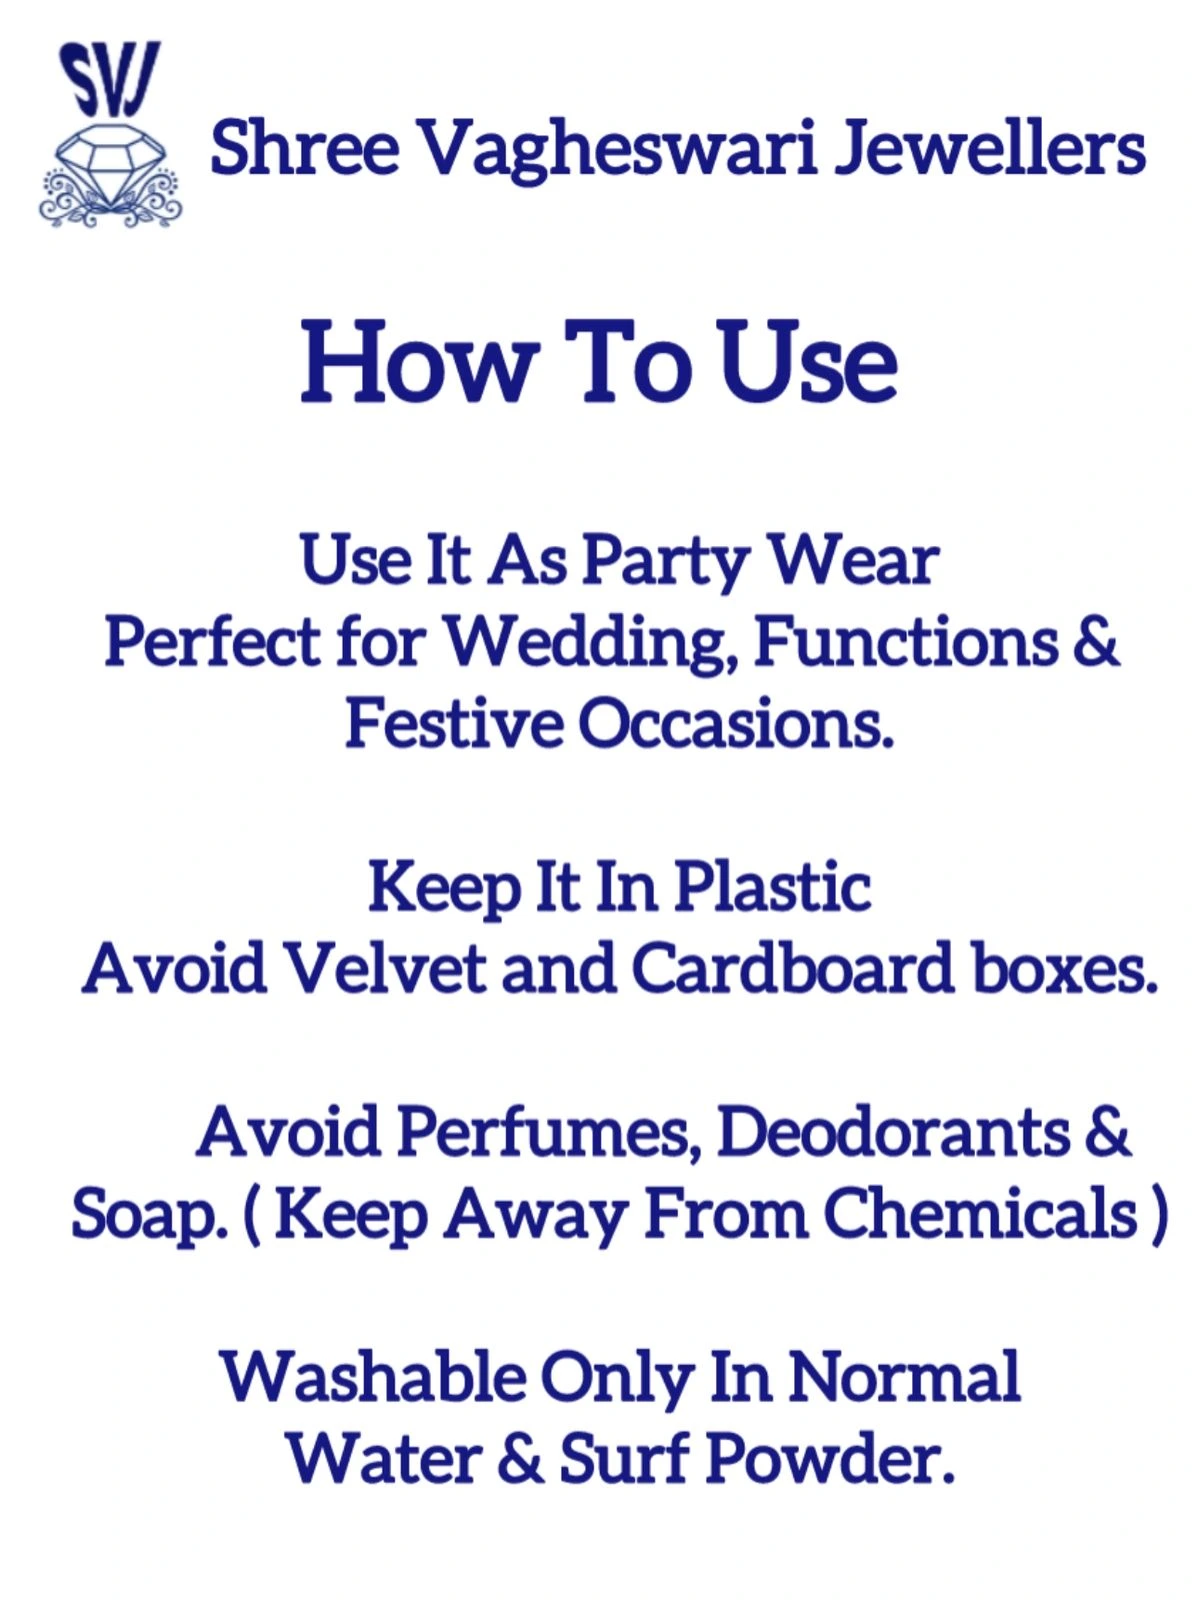 SVJ
Shree Vagheswari Jewellers
How To Use
Use It As Party Wear
Perfect for Wedding, Functions &
Festive Occasions.
Keep It In Plastic
Avoid Velvet and Cardboard boxes.
Avoid Perfumes, Deodorants &
Soap. ( Keep Away From Chemicals )
Washable Only In Normal
Water & Surf Powder.